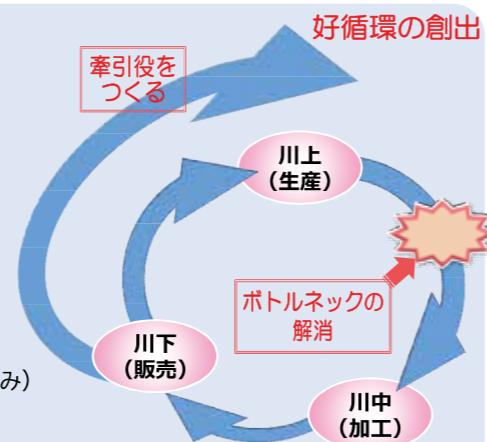 好循環の創出
牽引役を
つくる
川上
（生産）
ボトルネックの
解消
川下
（販売）
み）
川中
（加工）